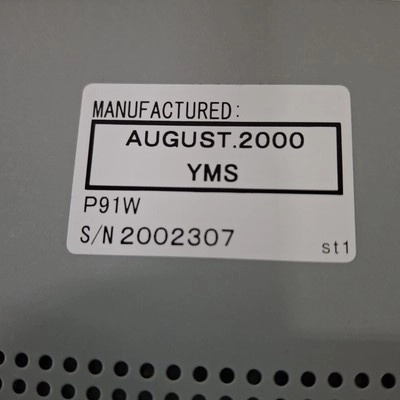 MANUFACTURED:
AUGUST.2000
YMS
P91W
S/N 2002307
st1